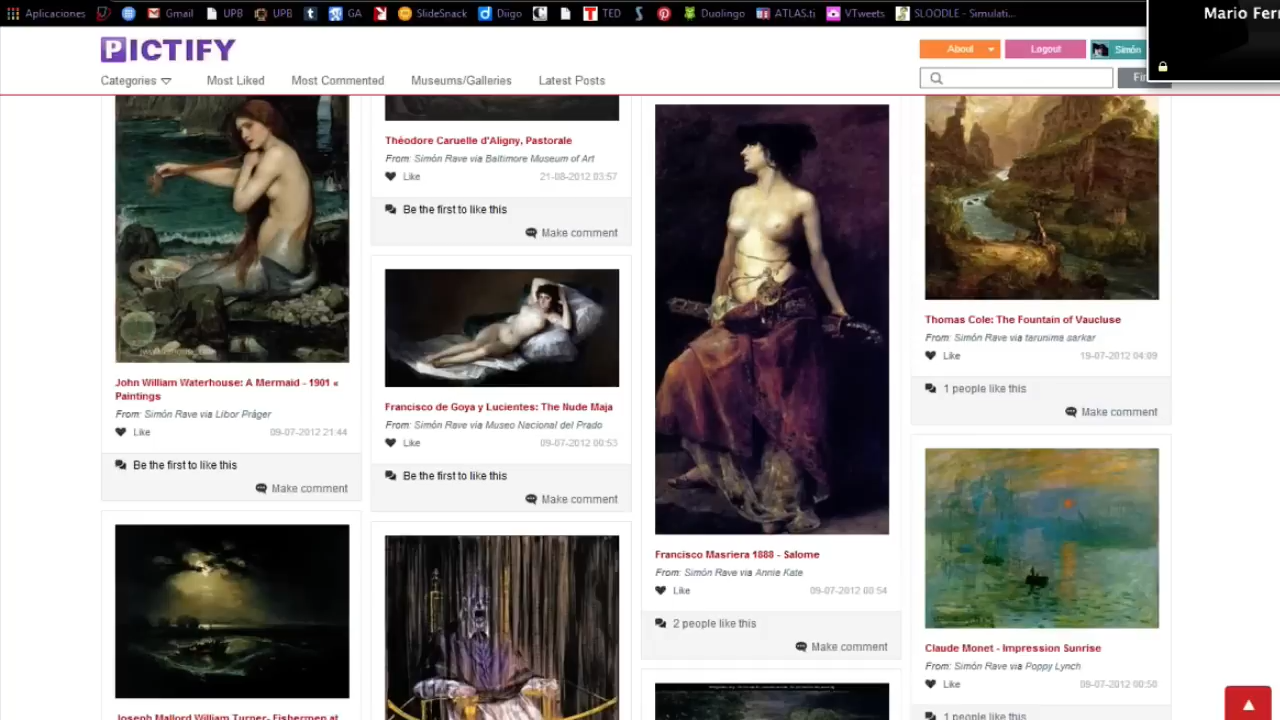 Aplicaciones Gmail UPB UPB GA SlideSnack Diigo TED Duolingo ATLAS.ti VTweets SLOODLE - Simulati...
Mario Fer
PICTIFY
About
Logout
Simón
Categories
Most Liked
Most Commented
Museums/Galleries
Latest Posts
John William Waterhouse: A Mermaid - 1901 «
Paintings
From: Simón Rave via Libor Práger
Like 09-07-2012 21:44
Be the first to like this
Make comment
Joseph Mallord William Turner- Fishermen at
Théodore Caruelle d'Aligny, Pastorale
From: Simón Rave via Baltimore Museum of Art
Like 21-08-2012 03:57
Be the first to like this
Make comment
Francisco de Goya y Lucientes: The Nude Maja
From: Simón Rave via Museo Nacional del Prado
Like 09-07-2012 00:53
Be the first to like this
Make comment
Francisco Masriera 1888 - Salome
From: Simón Rave via Annie Kate
Like 09-07-2012 00:54
2 people like this
Make comment
Thomas Cole: The Fountain of Vaucluse
From: Simón Rave via tarunima sarkar
Like 19-07-2012 04:09
1 people like this
Make comment
Claude Monet - Impression Sunrise
From: Simón Rave via Poppy Lynch
Like 09-07-2012 00:50
1 people like this